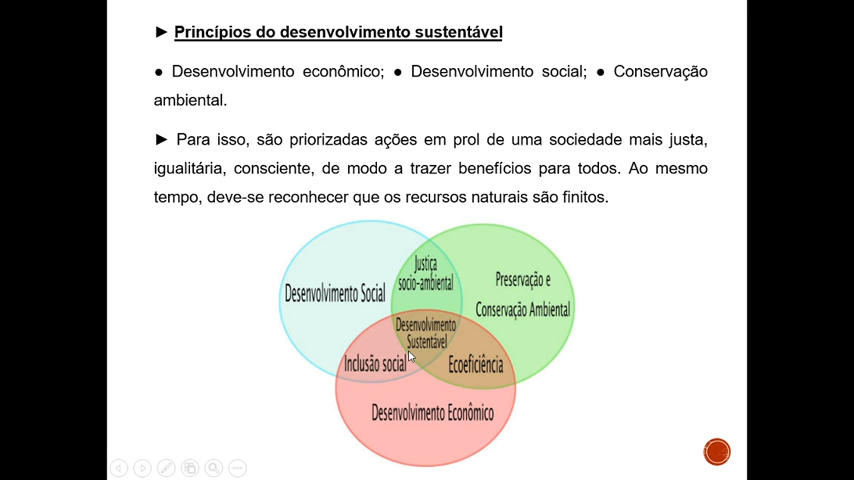 ► Princípios do desenvolvimento sustentável
● Desenvolvimento econômico; ● Desenvolvimento social; ● Conservação
ambiental.
► Para isso, são priorizadas ações em prol de uma sociedade mais justa,
igualitária, consciente, de modo a trazer benefícios para todos. Ao mesmo
tempo, deve-se reconhecer que os recursos naturais são finitos.
Justiça
socio-ambiental
Desenvolvimento Social
Preservação e
Conservação Ambiental
Desenvolvimento
Sustentável
Inclusão social
Ecoeficiência
Desenvolvimento Econômico